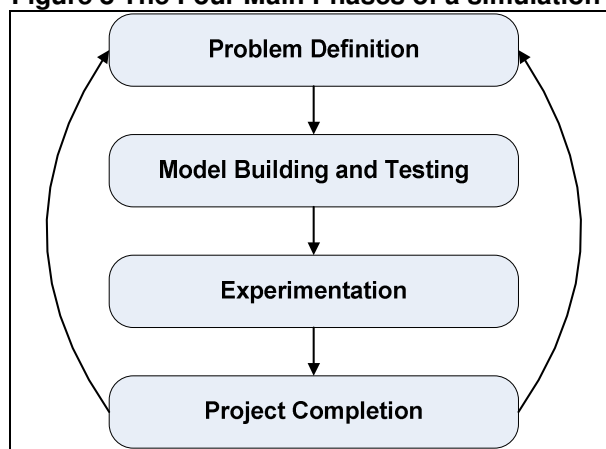 Figure 3 The Four Main Phases of a simulation
Problem Definition
Model Building and Testing
Experimentation
Project Completion